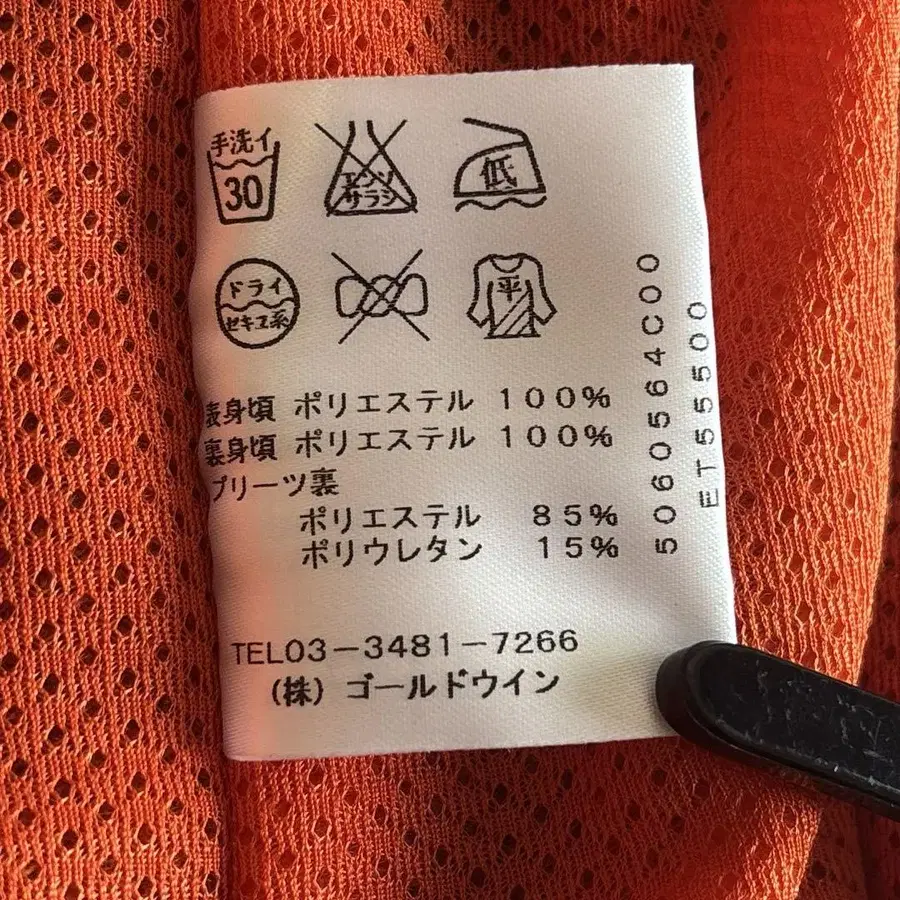 手洗イ
30
エンソ
サラシ
低
ドライ
セキユ系
平
表身頃 ポリエステル 100%
裏身頃 ポリエステル 100%
プリーツ裏
ポリエステル 85%
ポリウレタン 15%
TEL03-3481-7266
(株) ゴールドウイン
5060564C00
ET55500